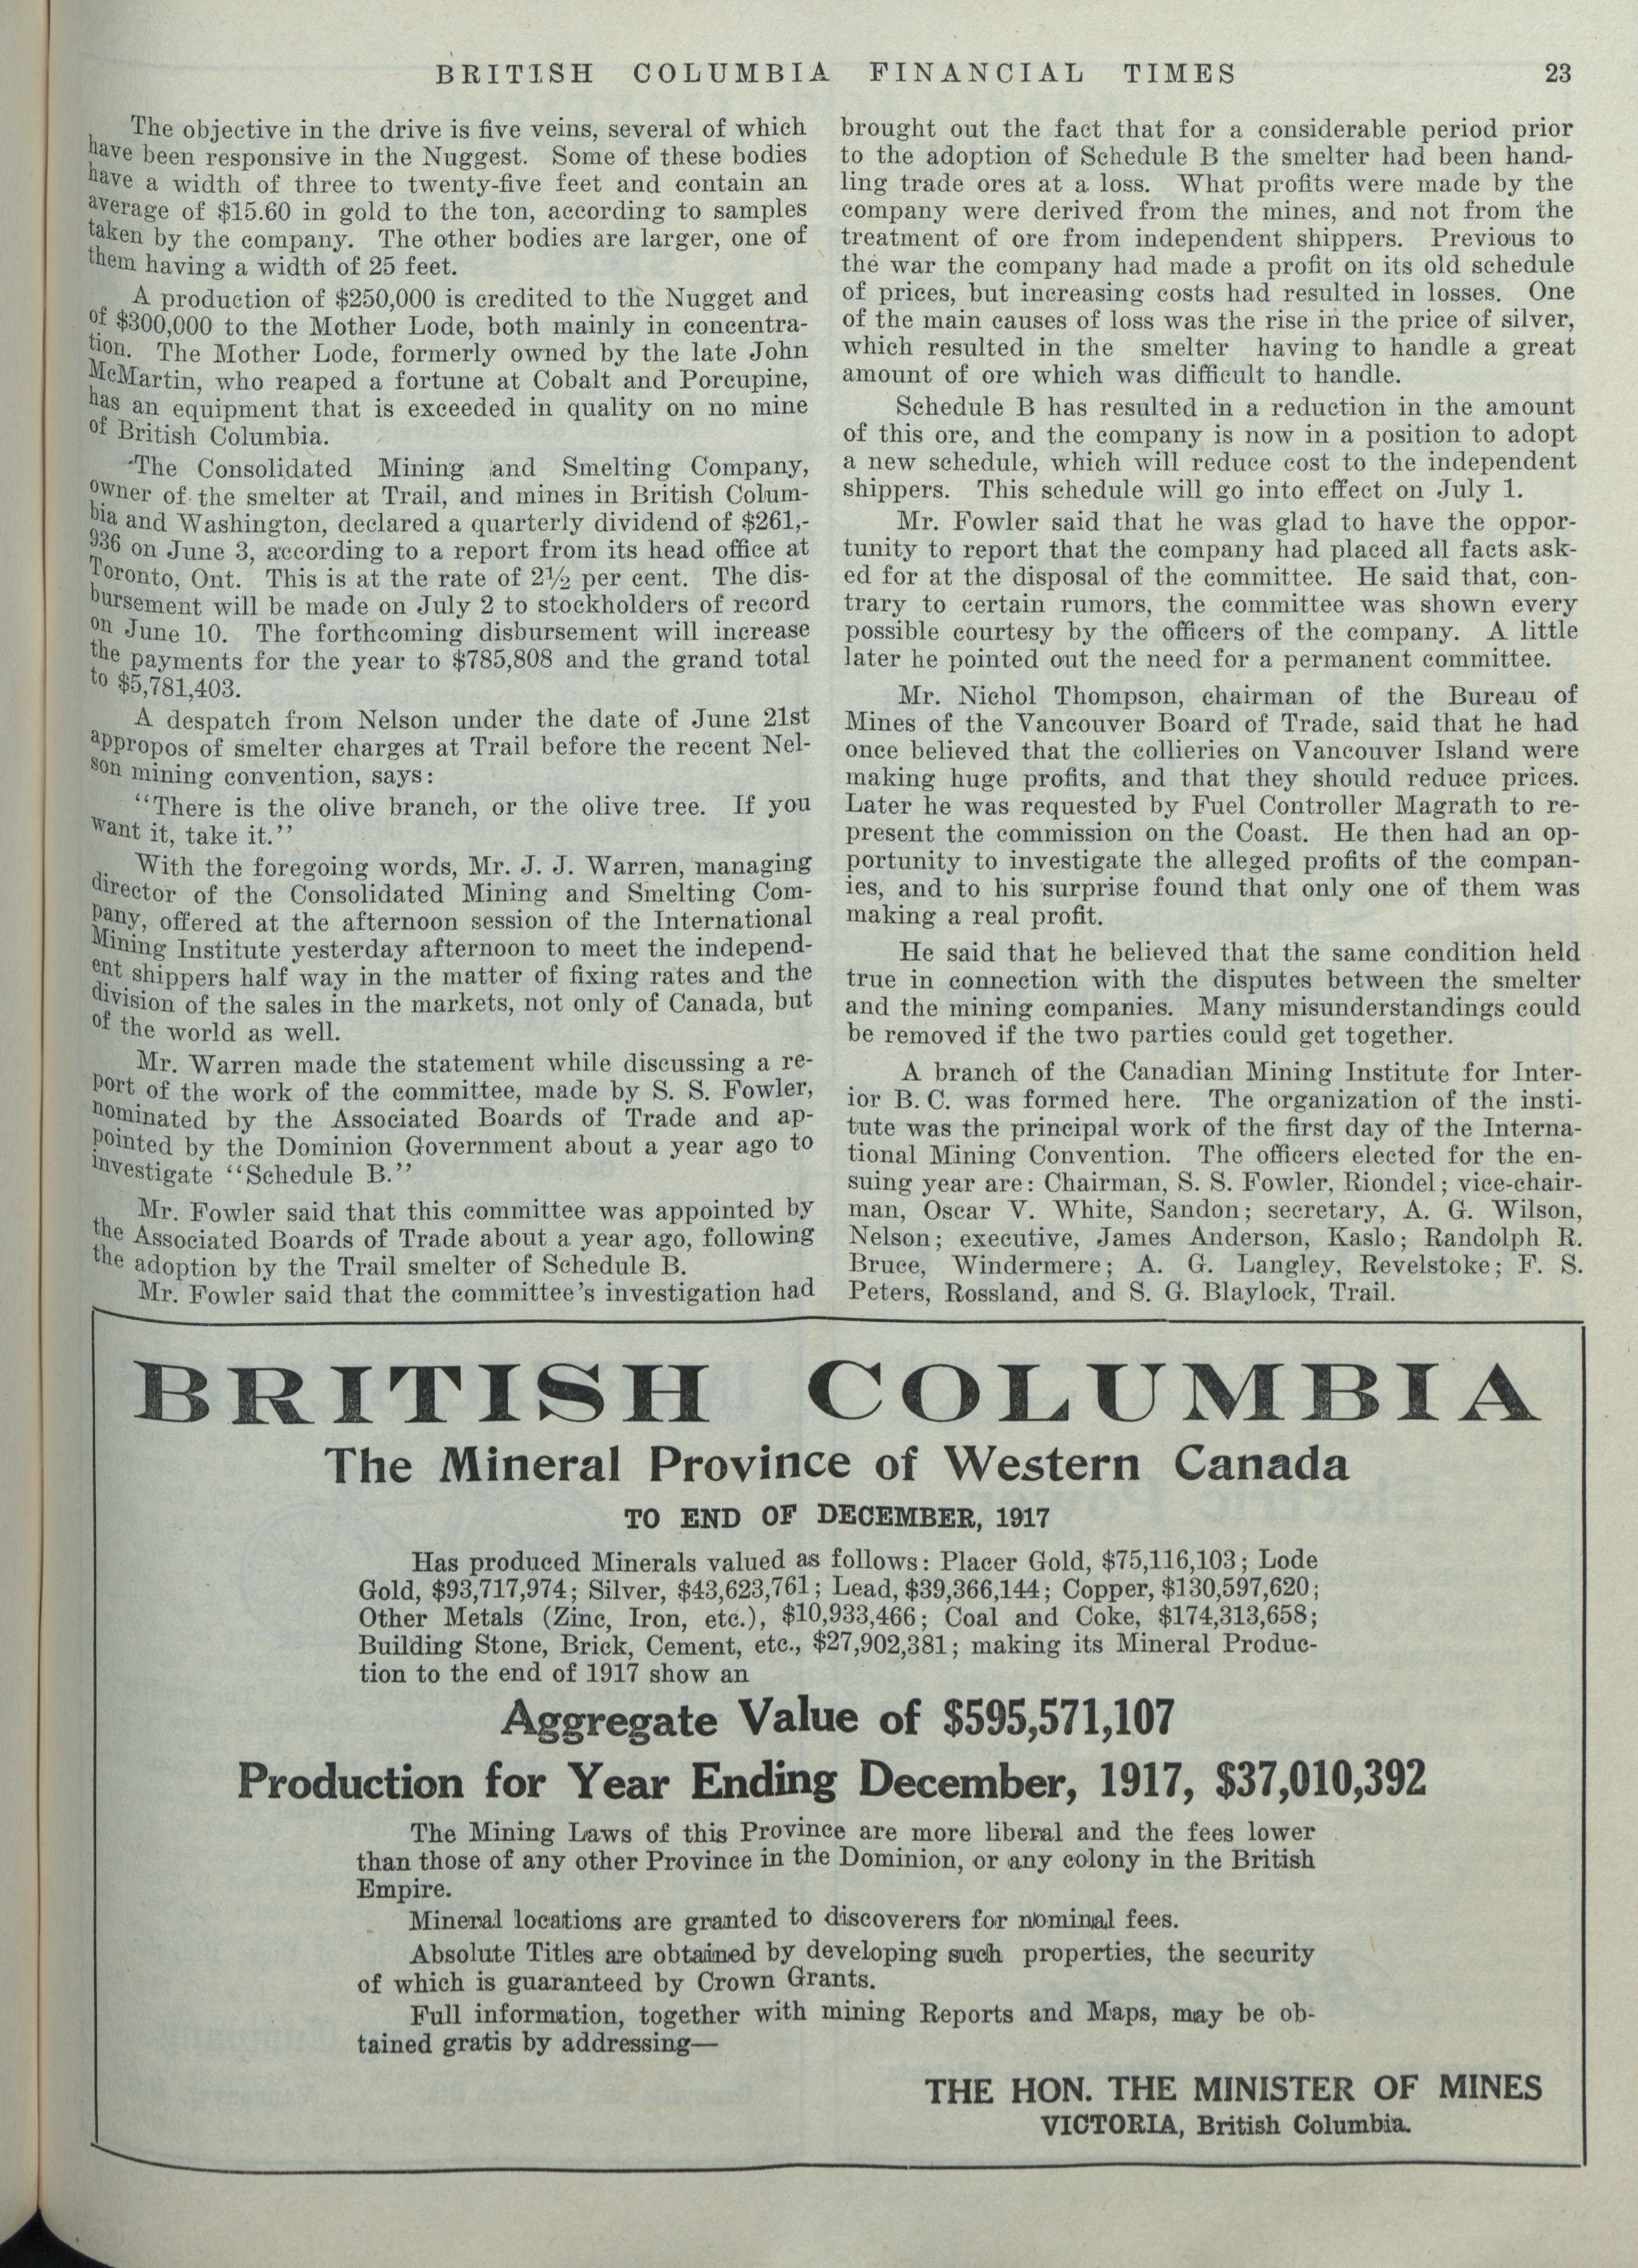 BRITISH COLUMBIA FINANCIAL TIMES 23
The objective in the drive is five veins, several of which
have been responsive in the Nuggest. Some of these bodies
have a width of three to twenty-five feet and contain an
average of $15.60 in gold to the ton, according to samples
taken by the company. The other bodies are larger, one of
them having a width of 25 feet.
A production of $250,000 is credited to the Nugget and
of $300,000 to the Mother Lode, both mainly in concentra-
tion. The Mother Lode, formerly owned by the late John
McMartin, who reaped a fortune at Cobalt and Porcupine,
has an equipment that is exceeded in quality on no mine
of British Columbia.
The Consolidated Mining and Smelting Company,
owner of the smelter at Trail, and mines in British Colum-
bia and Washington, declared a quarterly dividend of $261,-
936 on June 3, according to a report from its head office at
Toronto, Ont. This is at the rate of 2½ per cent. The dis-
bursement will be made on July 2 to stockholders of record
on June 10. The forthcoming disbursement will increase
the payments for the year to $785,808 and the grand total
to $5,781,403.
A despatch from Nelson under the date of June 21st
appropos of smelter charges at Trail before the recent Nel-
son mining convention, says:
"There is the olive branch, or the olive tree. If you
want it, take it."
With the foregoing words, Mr. J. J. Warren, managing
director of the Consolidated Mining and Smelting Com-
pany, offered at the afternoon session of the International
Mining Institute yesterday afternoon to meet the independ-
ent shippers half way in the matter of fixing rates and the
division of the sales in the markets, not only of Canada, but
of the world as well.
Mr. Warren made the statement while discussing a re-
port of the work of the committee, made by S. S. Fowler,
nominated by the Associated Boards of Trade and ap-
pointed by the Dominion Government about a year ago to
investigate "Schedule B."
Mr. Fowler said that this committee was appointed by
the Associated Boards of Trade about a year ago, following
the adoption by the Trail smelter of Schedule B.
Mr. Fowler said that the committee's investigation had
brought out the fact that for a considerable period prior
to the adoption of Schedule B the smelter had been hand-
ling trade ores at a loss. What profits were made by the
company were derived from the mines, and not from the
treatment of ore from independent shippers. Previous to
the war the company had made a profit on its old schedule
of prices, but increasing costs had resulted in losses. One
of the main causes of loss was the rise in the price of silver,
which resulted in the smelter having to handle a great
amount of ore which was difficult to handle.
Schedule B has resulted in a reduction in the amount
of this ore, and the company is now in a position to adopt
a new schedule, which will reduce cost to the independent
shippers. This schedule will go into effect on July 1.
Mr. Fowler said that he was glad to have the oppor-
tunity to report that the company had placed all facts ask-
ed for at the disposal of the committee. He said that, con-
trary to certain rumors, the committee was shown every
possible courtesy by the officers of the company. A little
later he pointed out the need for a permanent committee.
Mr. Nichol Thompson, chairman of the Bureau of
Mines of the Vancouver Board of Trade, said that he had
once believed that the collieries on Vancouver Island were
making huge profits, and that they should reduce prices.
Later he was requested by Fuel Controller Magrath to re-
present the commission on the Coast. He then had an op-
portunity to investigate the alleged profits of the compan-
ies, and to his surprise found that only one of them was
making a real profit.
He said that he believed that the same condition held
true in connection with the disputes between the smelter
and the mining companies. Many misunderstandings could
be removed if the two parties could get together.
A branch of the Canadian Mining Institute for Inter-
ior B. C. was formed here. The organization of the insti-
tute was the principal work of the first day of the Interna-
tional Mining Convention. The officers elected for the en-
suing year are: Chairman, S. S. Fowler, Riondel; vice-chair-
man, Oscar V. White, Sandon; secretary, A. G. Wilson,
Nelson; executive, James Anderson, Kaslo; Randolph R.
Bruce, Windermere; A. G. Langley, Revelstoke; F. S.
Peters, Rossland, and S. G. Blaylock, Trail.
BRITISH COLUMBIA
The Mineral Province of Western Canada
TO END OF DECEMBER, 1917
Has produced Minerals valued as follows: Placer Gold, $75,116,103; Lode
Gold, $93,717,974; Silver, $43,623,761; Lead, $39,366,144; Copper, $130,597,620;
Other Metals (Zinc, Iron, etc.), $10,933,466; Coal and Coke, $174,313,658;
Building Stone, Brick, Cement, etc., $27,902,381; making its Mineral Produc-
tion to the end of 1917 show an
Aggregate Value of $595,571,107
Production for Year Ending December, 1917, $37,010,392
The Mining Laws of this Province are more liberal and the fees lower
than those of any other Province in the Dominion, or any colony in the British
Empire.
Mineral locations are granted to discoverers for nominal fees.
Absolute Titles are obtained by developing such properties, the security
of which is guaranteed by Crown Grants.
Full information, together with mining Reports and Maps, may be ob-
tained gratis by addressing—
THE HON. THE MINISTER OF MINES
VICTORIA, British Columbia.